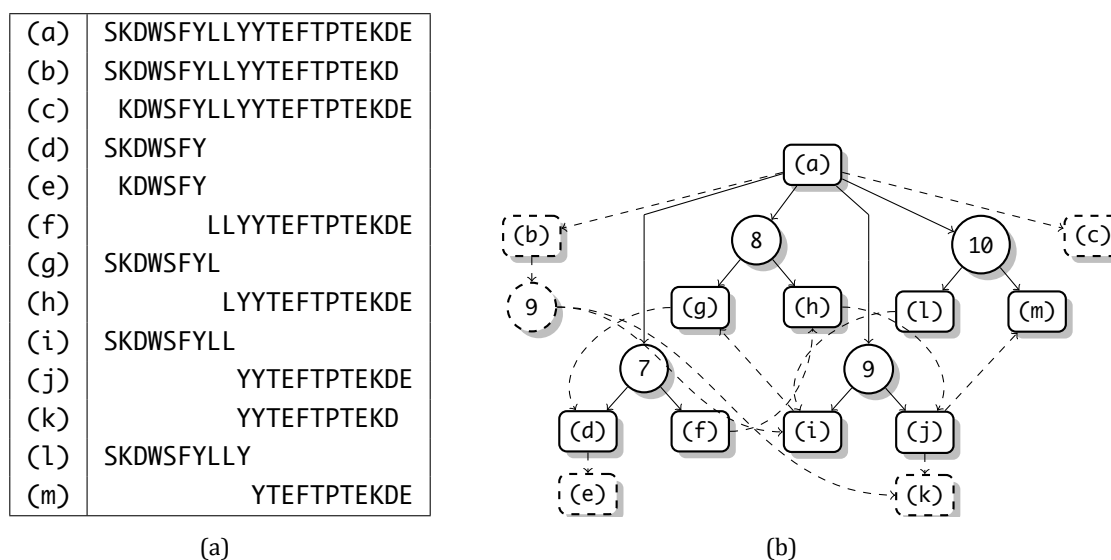 (a) SKDWSFYLLYYTEFTPTEKDE
(b) SKDWSFYLLYYTEFTPTEKD
(c) KDWSFYLLYYTEFTPTEKDE
(d) SKDWSFY
(e) KDWSFY
(f) LLYYTEFTPTEKDE
(g) SKDWSFYL
(h) LYYTEFTPTEKDE
(i) SKDWSFYLL
(j) YYTEFTPTEKDE
(k) YYTEFTPTEKD
(l) SKDWSFYLLY
(m) YTEFTPTEKDE
(a)
(a)
(b) 8 10 (c)
9 (g) (h) (l) (m)
7 9
(d) (f) (i) (j)
(e) (k)
(b)